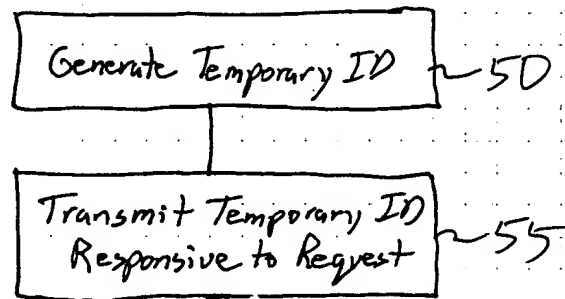 Generate Temporary ID 50
Transmit Temporary ID
Responsive to Request 55